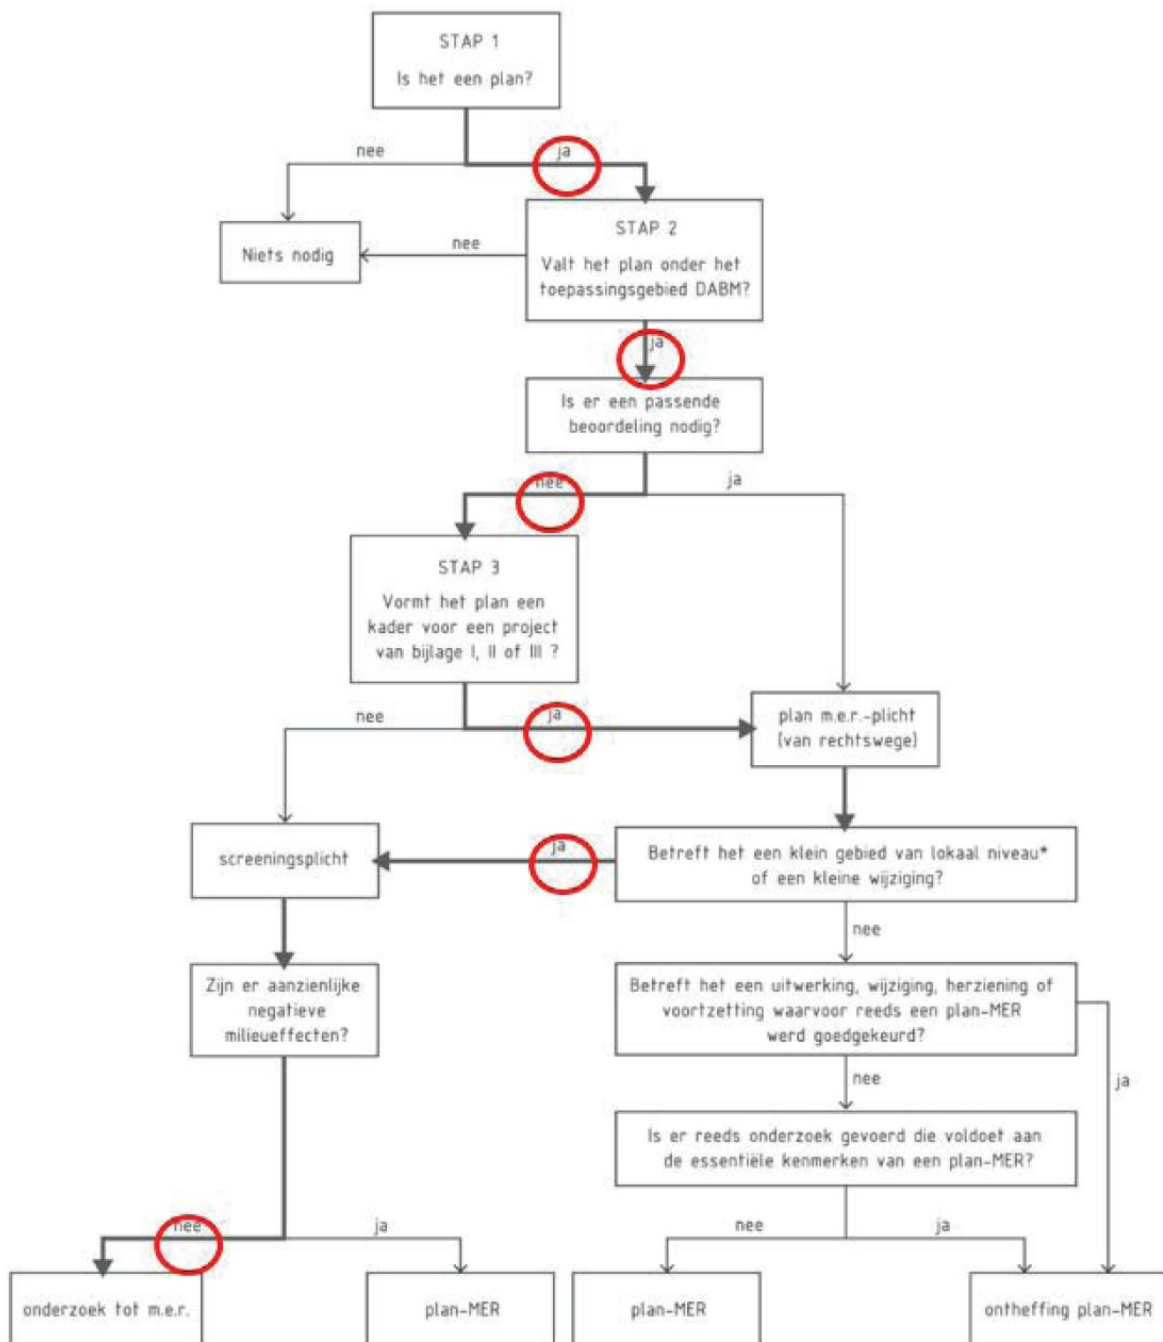 STAP 1
Is het een plan?
nee
ja
STAP 2
Valt het plan onder het
toepassingsgebied DABM?
Niets nodig
nee
ja
Is er een passende
beoordeling nodig?
nee
ja
STAP 3
Vormt het plan een
kader voor een project
van bijlage I, II of III ?
nee
ja
plan m.e.r.-plicht
(van rechtswege)
screeningsplicht
ja
Betreft het een klein gebied van lokaal niveau*
of een kleine wijziging?
nee
Zijn er aanzienlijke
negatieve
milieueffecten?
Betreft het een uitwerking, wijziging, herziening of
voortzetting waarvoor reeds een plan-MER
werd goedgekeurd?
nee
ja
Is er reeds onderzoek gevoerd die voldoet aan
de essentiële kenmerken van een plan-MER?
nee
ja
nee
ja
onderzoek tot m.e.r.
plan-MER
plan-MER
ontheffing plan-MER